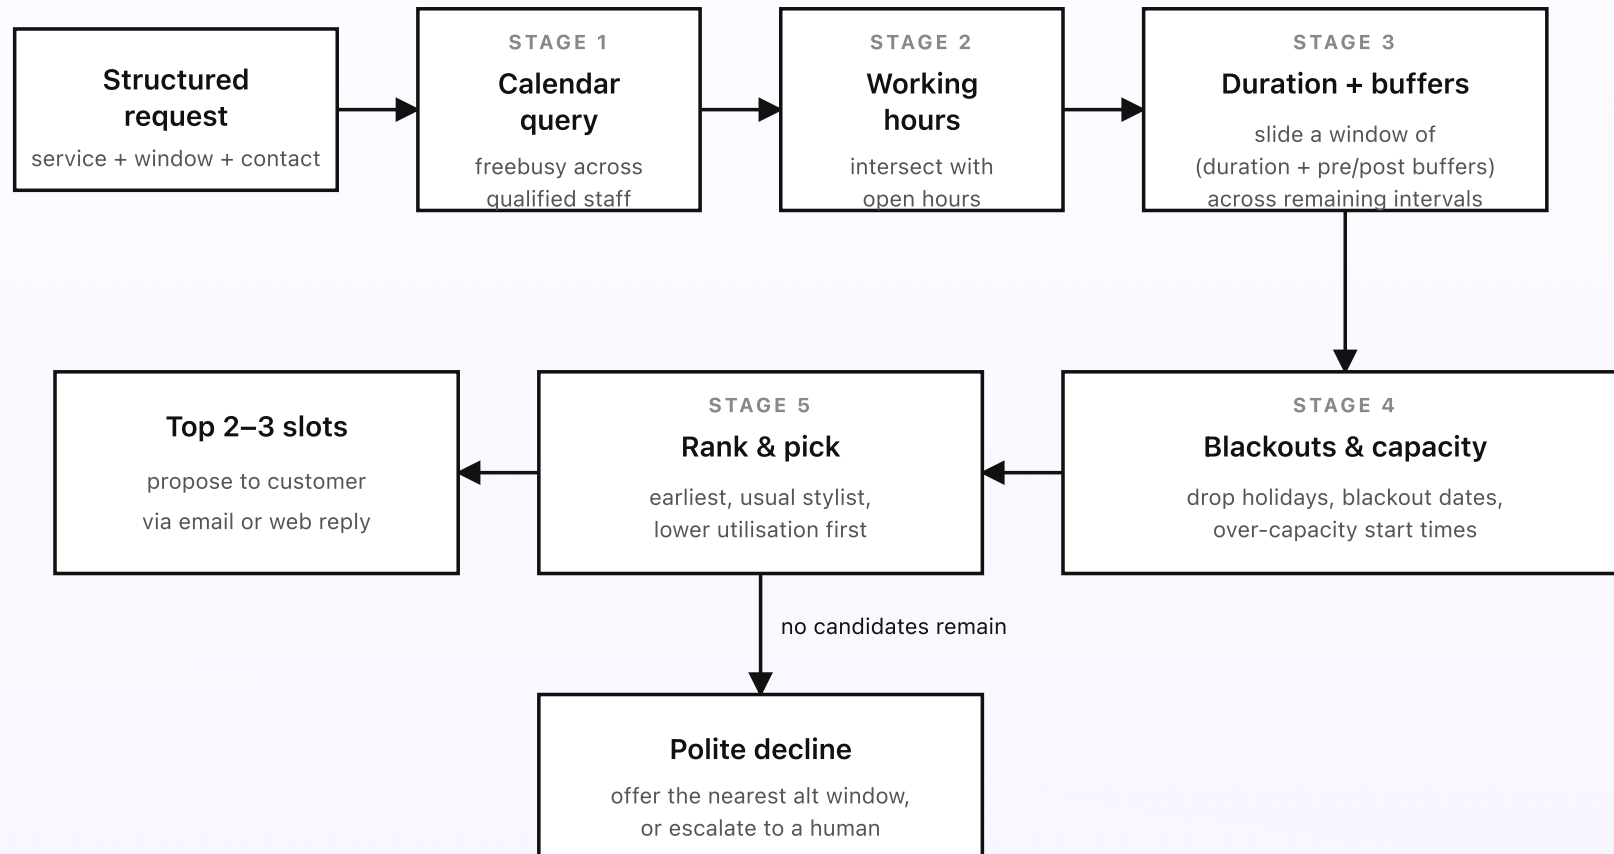 Structured
request
service + window + contact
STAGE 1
Calendar
query
freebusy across
qualified staff
STAGE 2
Working
hours
intersect with
open hours
STAGE 3
Duration + buffers
slide a window of
(duration + pre/post buffers)
across remaining intervals
STAGE 4
Blackouts & capacity
drop holidays, blackout dates,
over-capacity start times
STAGE 5
Rank & pick
earliest, usual stylist,
lower utilisation first
Top 2–3 slots
propose to customer
via email or web reply
no candidates remain
Polite decline
offer the nearest alt window,
or escalate to a human